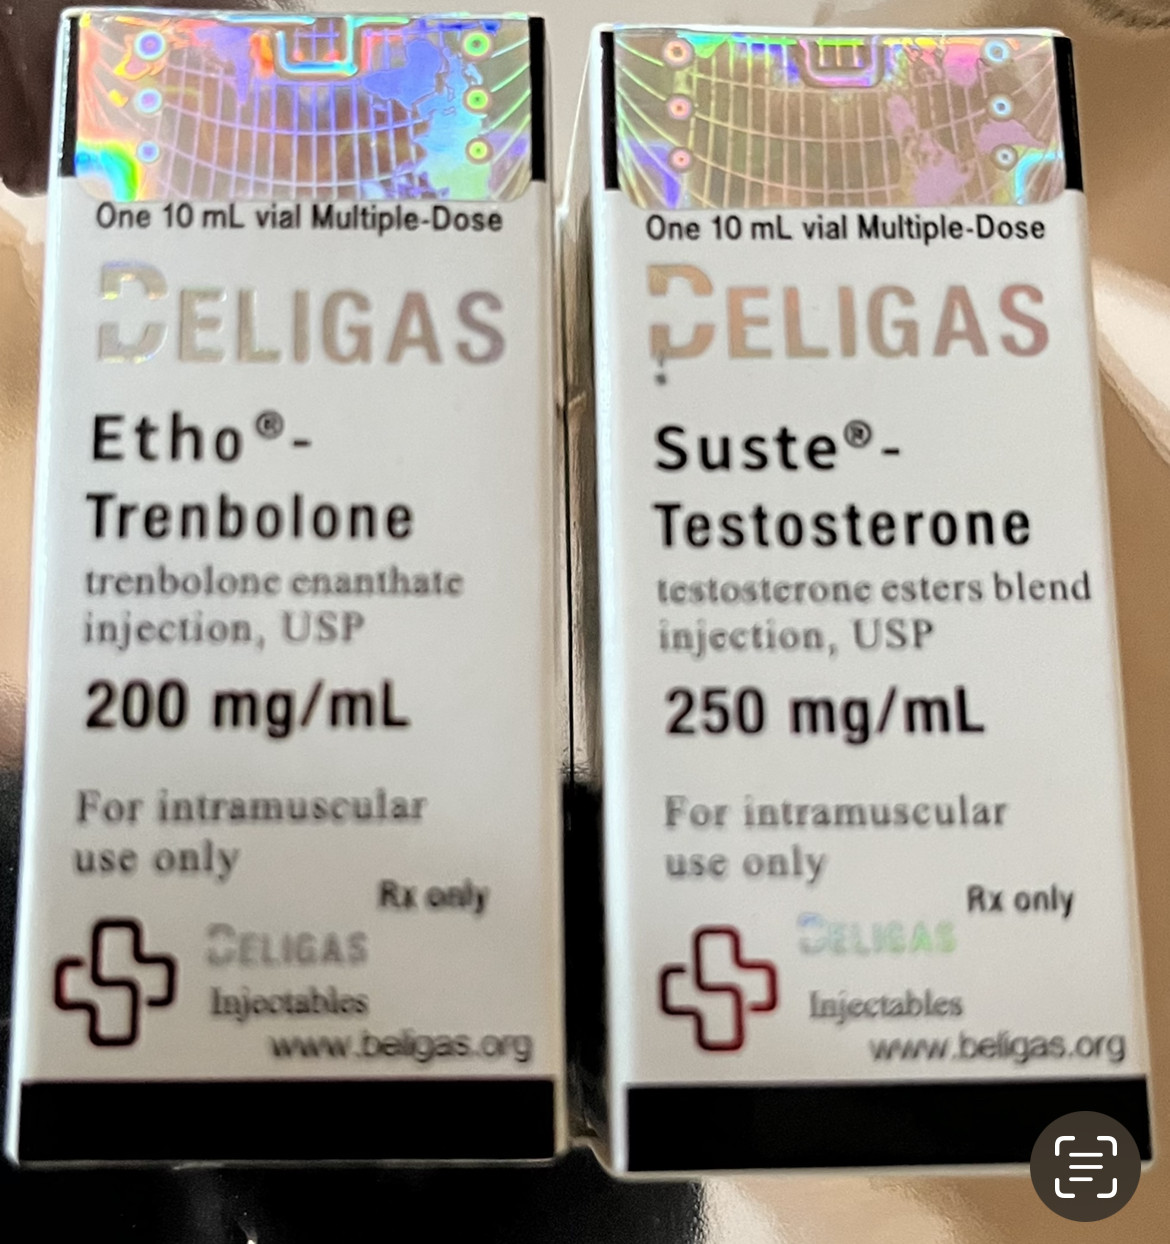 One 10 mL vial Multiple-Dose
BELIGAS
Etho®-
Trenbolone
trenbolone enanthate
injection, USP
200 mg/mL
For intramuscular
use only
Rx only
BELIGAS
Injectables
www.beligas.org
One 10 mL vial Multiple-Dose
BELIGAS
Suste®-
Testosterone
testosterone esters blend
injection, USP
250 mg/mL
For intramuscular
use only
Rx only
BELIGAS
Injectables
www.beligas.org